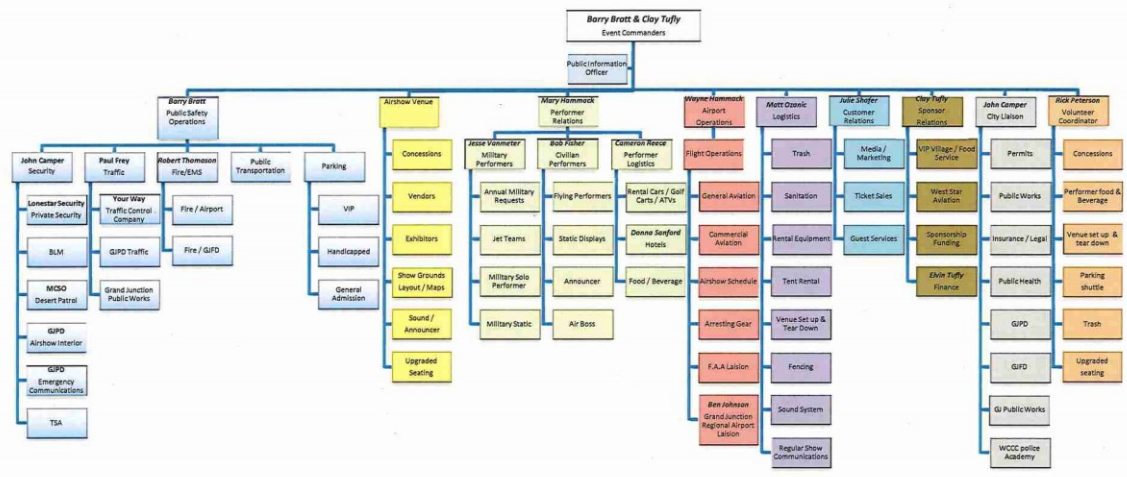 Barry Bratt & Clay Tufly
Event Commanders
Public Information
Officer
Barry Bratt
Public Safety
Operations
John Camper
Security
Lonestar Security
Private Security
BLM
MCSO
Desert Patrol
GJPD
Airshow Interior
GJPD
Emergency
Communications
TSA
Paul Frey
Traffic
Your Way
Traffic Control
Company
GJPD Traffic
Grand Junction
Public Works
Robert Thomason
Fire/EMS
Fire / Airport
Fire / GJFD
Public
Transportation
Parking
VIP
Handicapped
General
Admission
Airshow Venue
Concessions
Vendors
Exhibitors
Show Grounds
Layout / Maps
Sound /
Announcer
Upgraded
Seating
Mary Hammack
Performer
Relations
Jesse Vanmeter
Military
Performers
Annual Military
Requests
Jet Teams
Military Solo
Performer
Military Static
Bob Fisher
Civilian
Performers
Flying Performers
Static Displays
Announcer
Air Boss
Cameron Reece
Performer
Logistics
Rental Cars / Golf
Carts / ATVs
Donna Sanford
Hotels
Food / Beverage
Wayne Hammack
Airport
Operations
Flight Operations
General Aviation
Commercial
Aviation
Airshow Schedule
Arresting Gear
F.A.A Laision
Ben Johnson
Grand Junction
Regional Airport
Laision
Matt Ozanic
Logistics
Trash
Sanitation
Rental Equipment
Tent Rental
Venue Set up &
Tear Down
Fencing
Sound System
Regular Show
Communications
Julie Shafer
Customer
Relations
Media /
Marketing
Ticket Sales
Guest Services
Clay Tufly
Sponsor
Relations
VIP Village / Food
Service
West Star
Aviation
Sponsorship
Funding
Elvin Tufly
Finance
John Camper
City Liaison
Permits
Public Works
Insurance / Legal
Public Health
GJPD
GJFD
GJ Public Works
WCCC police
Academy
Rick Peterson
Volunteer
Coordinator
Concessions
Performer food &
Beverage
Venue set up &
tear down
Parking
shuttle
Trash
Upgraded
seating